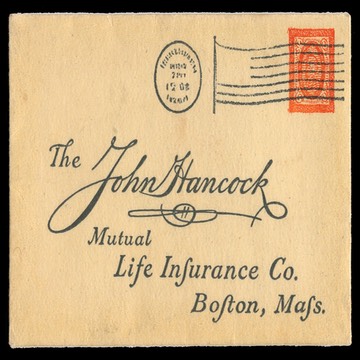 The
John Hancock
Mutual
Life Inſurance Co.
Boſton, Maſs.